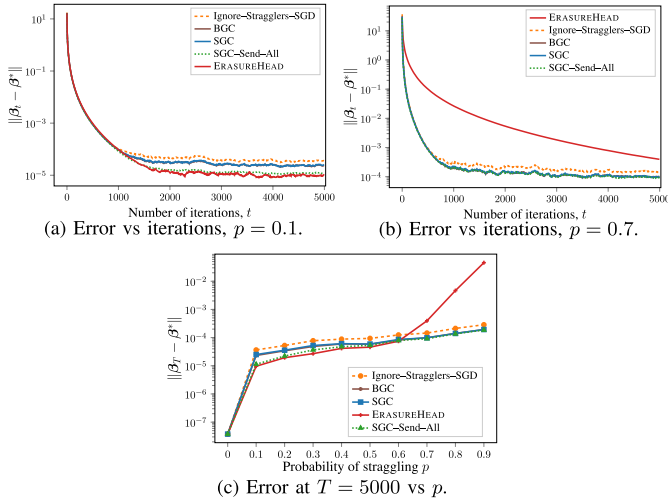 10^1
10^-1
10^-3
10^-5
||β_t − β*||
Ignore–Stragglers–SGD
BGC
SGC
SGC–Send–All
ERASUREHEAD
0 1000 2000 3000 4000 5000
Number of iterations, t
(a) Error vs iterations, p = 0.1.
10^1
10^0
10^-1
10^-2
10^-3
10^-4
||β_t − β*||
ERASUREHEAD
Ignore–Stragglers–SGD
BGC
SGC
SGC–Send–All
0 1000 2000 3000 4000 5000
Number of iterations, t
(b) Error vs iterations, p = 0.7.
10^-2
10^-3
10^-4
10^-5
10^-6
10^-7
||β_T − β*||
Ignore–Stragglers–SGD
BGC
SGC
ERASUREHEAD
SGC–Send–All
0 0.1 0.2 0.3 0.4 0.5 0.6 0.7 0.8 0.9
Probability of straggling p
(c) Error at T = 5000 vs p.